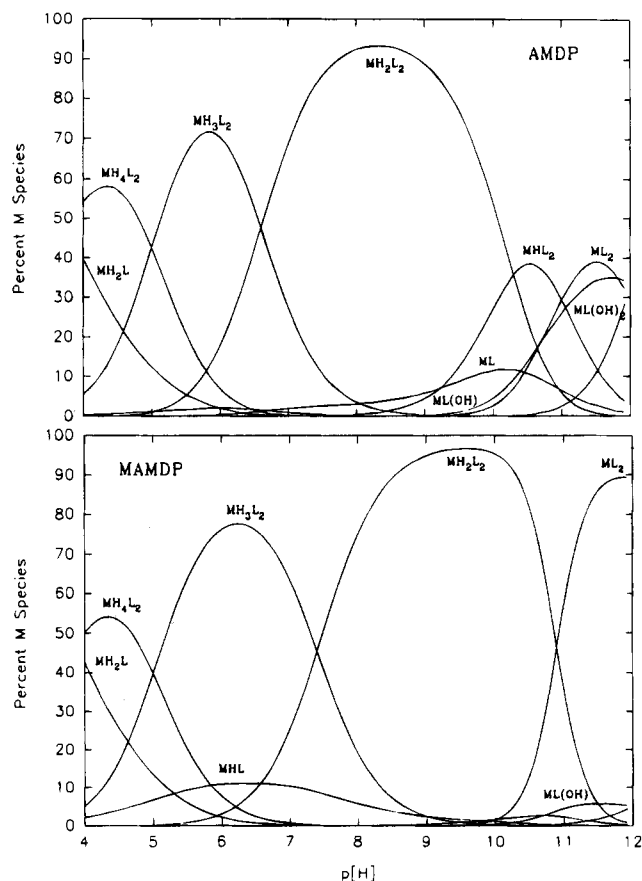 100
90
80
70
60
50
40
30
20
10
0
Percent M Species
AMDP
MH₂L₂
MH₃L₂
MH₄L₂
MH₂L
MHL₂
ML₂
ML(OH)₂
ML
ML(OH)
100
90
80
70
60
50
40
30
20
10
0
Percent M Species
MAMDP
MH₂L₂
ML₂
MH₃L₂
MH₄L₂
MH₂L
MHL
ML(OH)
4 5 6 7 8 9 10 11 12
p[H]